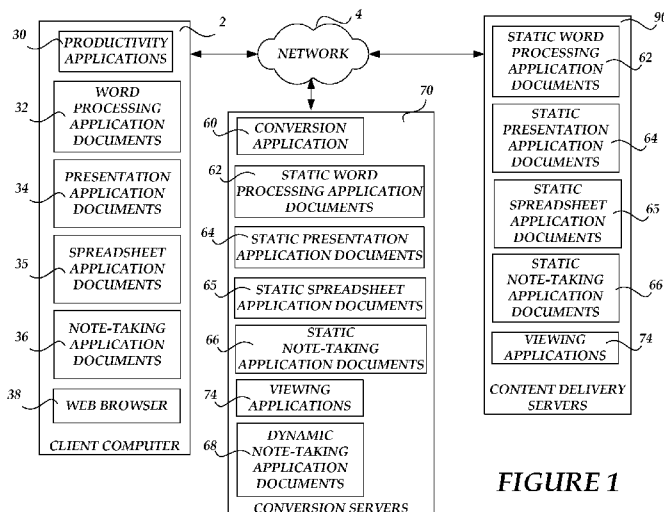 2
30
PRODUCTIVITY
APPLICATIONS
32
WORD
PROCESSING
APPLICATION
DOCUMENTS
34
PRESENTATION
APPLICATION
DOCUMENTS
35
SPREADSHEET
APPLICATION
DOCUMENTS
36
NOTE-TAKING
APPLICATION
DOCUMENTS
38
WEB BROWSER
CLIENT COMPUTER
4
NETWORK
70
60
CONVERSION
APPLICATION
62
STATIC WORD
PROCESSING APPLICATION
DOCUMENTS
64
STATIC PRESENTATION
APPLICATION DOCUMENTS
65
STATIC SPREADSHEET
APPLICATION DOCUMENTS
66
STATIC
NOTE-TAKING
APPLICATION DOCUMENTS
74
VIEWING
APPLICATIONS
68
DYNAMIC
NOTE-TAKING
APPLICATION
DOCUMENTS
CONVERSION SERVERS
90
STATIC WORD
PROCESSING
APPLICATION
DOCUMENTS
62
STATIC
PRESENTATION
APPLICATION
DOCUMENTS
64
STATIC
SPREADSHEET
APPLICATION
DOCUMENTS
65
STATIC
NOTE-TAKING
APPLICATION
DOCUMENTS
66
VIEWING
APPLICATIONS
74
CONTENT DELIVERY
SERVERS
FIGURE 1